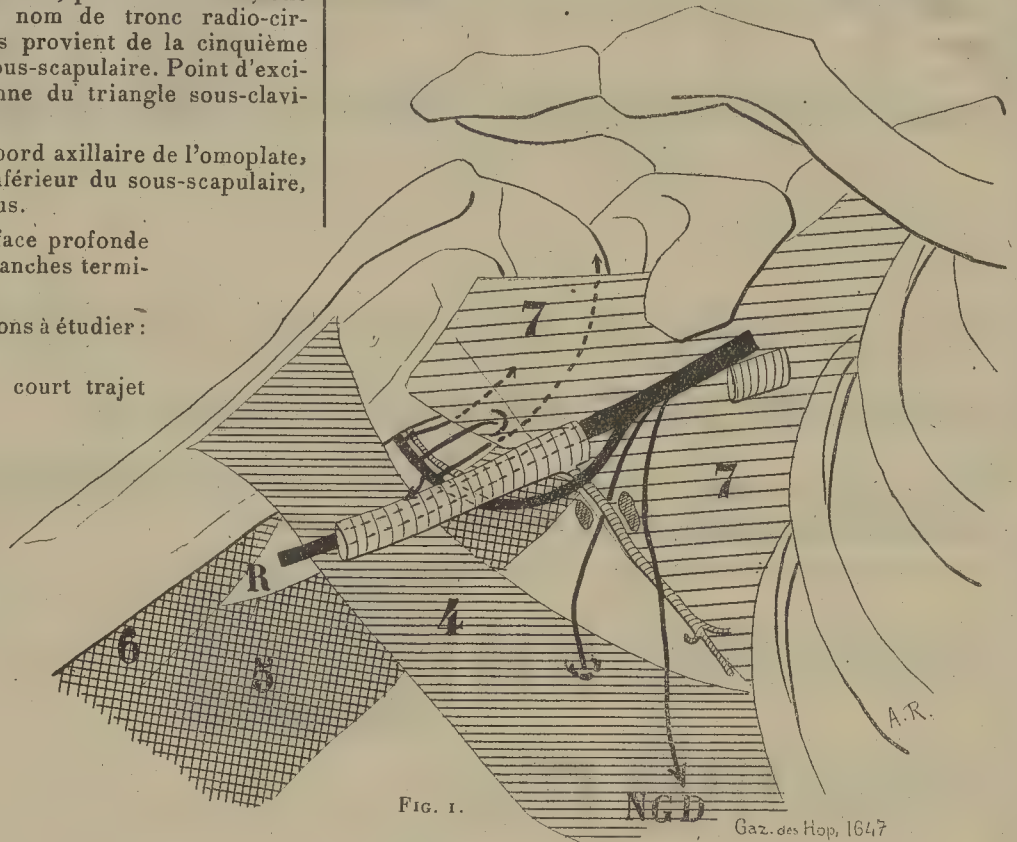 nom de tronc radio-cir-
s provient de la cinquième
ous-scapulaire. Point d'exci-
nne du triangle sous-clavi-
bord axillaire de l'omoplate,
nférieur du sous-scapulaire,
us.
face profonde
anches termi-
ons à étudier :
court trajet
7
7
R
4
6
5
A.R.
FIG. 1.
NGD
Gaz. des Hop, 1647